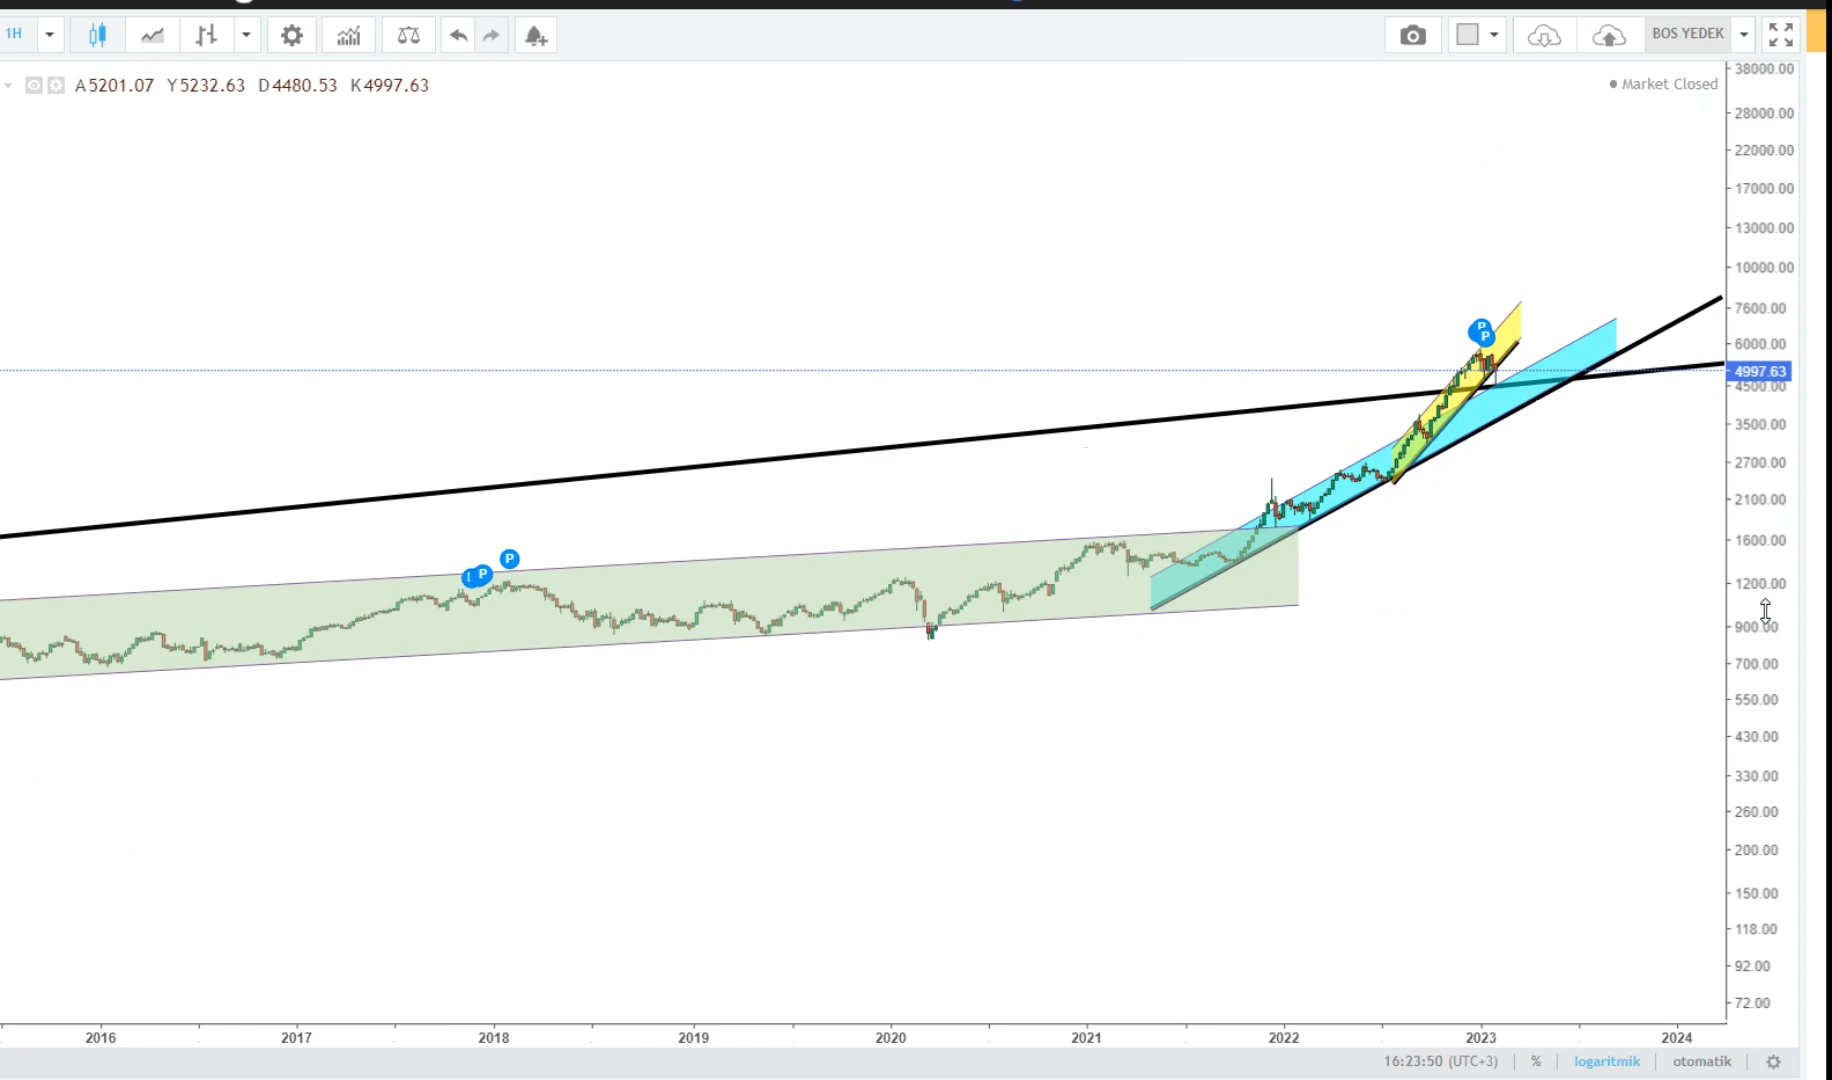 1H
BOS YEDEK
A5201.07 Y5232.63 D4480.53 K4997.63
Market Closed
38000.00
28000.00
22000.00
17000.00
13000.00
10000.00
7600.00
6000.00
4997.63
4500.00
3500.00
2700.00
2100.00
1600.00
1200.00
900.00
700.00
550.00
430.00
330.00
260.00
200.00
150.00
118.00
92.00
72.00
P
P
P
P
2016 2017 2018 2019 2020 2021 2022 2023 2024
16:23:50 (UTC+3) % logaritmik otomatik